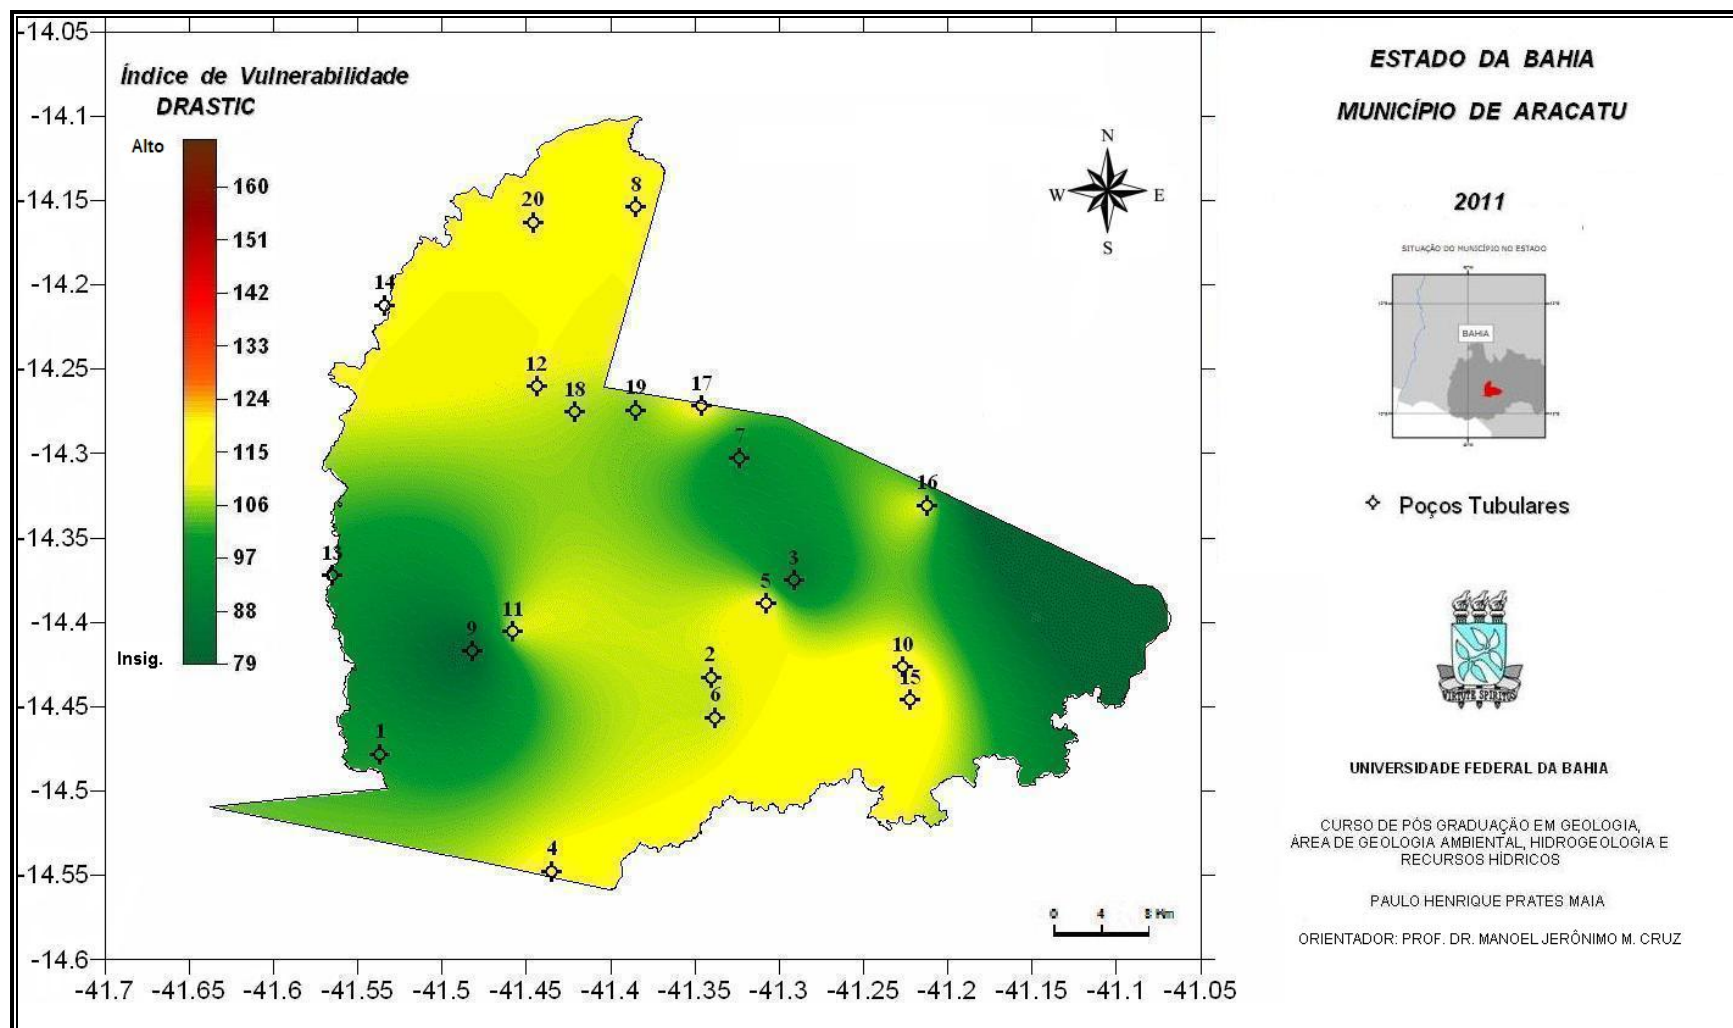 -14.05
-14.1
-14.15
-14.2
-14.25
-14.3
-14.35
-14.4
-14.45
-14.5
-14.55
-14.6
-41.7 -41.65 -41.6 -41.55 -41.5 -41.45 -41.4 -41.35 -41.3 -41.25 -41.2 -41.15 -41.1 -41.05
Índice de Vulnerabilidade
DRASTIC
Alto
160
151
142
133
124
115
106
97
88
79
Insig.
8
20
14
12
18
19
17
7
16
13
3
5
11
9
10
2
15
6
1
4
N
W
E
S
0 4 8 Km
ESTADO DA BAHIA
MUNICÍPIO DE ARACATU
2011
SITUAÇÃO DO MUNICÍPIO NO ESTADO
BAHIA
Poços Tubulares
VIRTUTE SPIRITUS
UNIVERSIDADE FEDERAL DA BAHIA
CURSO DE PÓS GRADUAÇÃO EM GEOLOGIA,
ÁREA DE GEOLOGIA AMBIENTAL, HIDROGEOLOGIA E
RECURSOS HÍDRICOS
PAULO HENRIQUE PRATES MAIA
ORIENTADOR: PROF. DR. MANOEL JERÔNIMO M. CRUZ